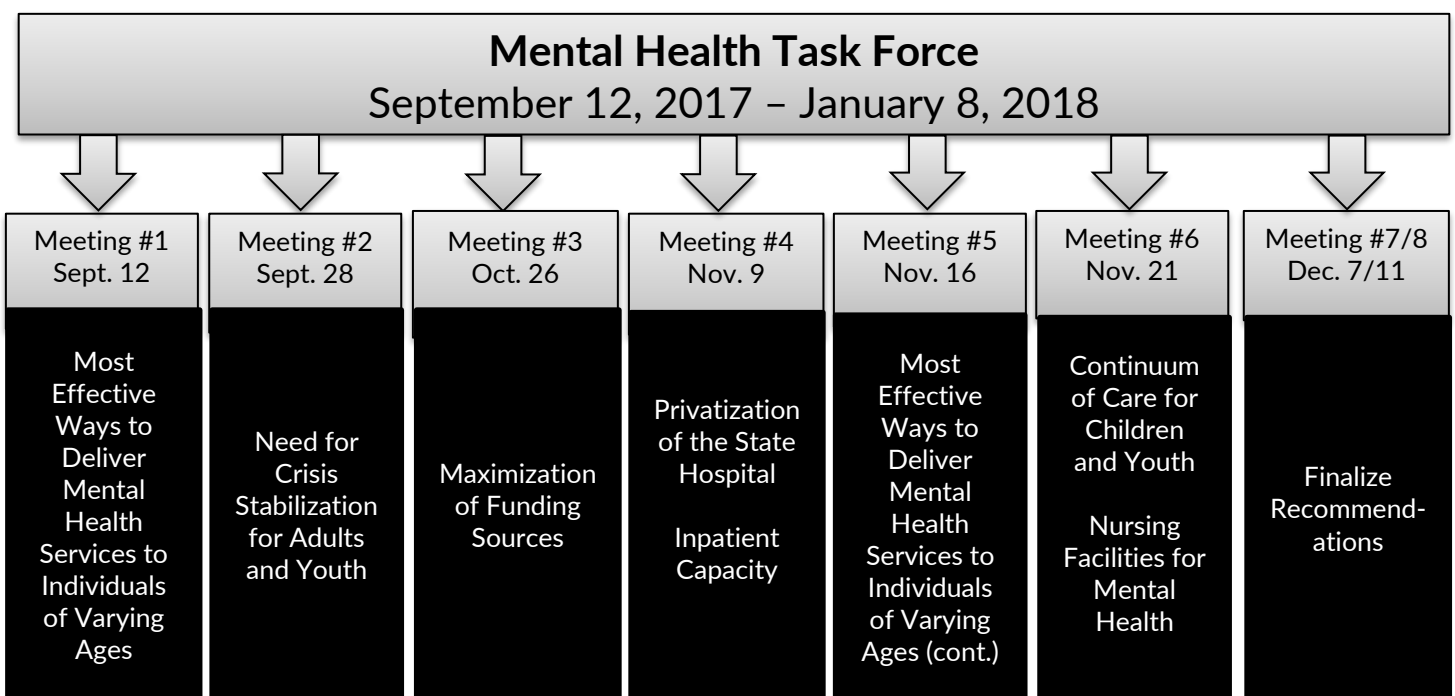 Mental Health Task Force
September 12, 2017 – January 8, 2018
Meeting #1
Sept. 12
Most
Effective
Ways to
Deliver
Mental
Health
Services to
Individuals
of Varying
Ages
Meeting #2
Sept. 28
Need for
Crisis
Stabilization
for Adults
and Youth
Meeting #3
Oct. 26
Maximization
of Funding
Sources
Meeting #4
Nov. 9
Privatization
of the State
Hospital
Inpatient
Capacity
Meeting #5
Nov. 16
Most
Effective
Ways to
Deliver
Mental
Health
Services to
Individuals
of Varying
Ages (cont.)
Meeting #6
Nov. 21
Continuum
of Care for
Children
and Youth
Nursing
Facilities for
Mental
Health
Meeting #7/8
Dec. 7/11
Finalize
Recommend-
ations